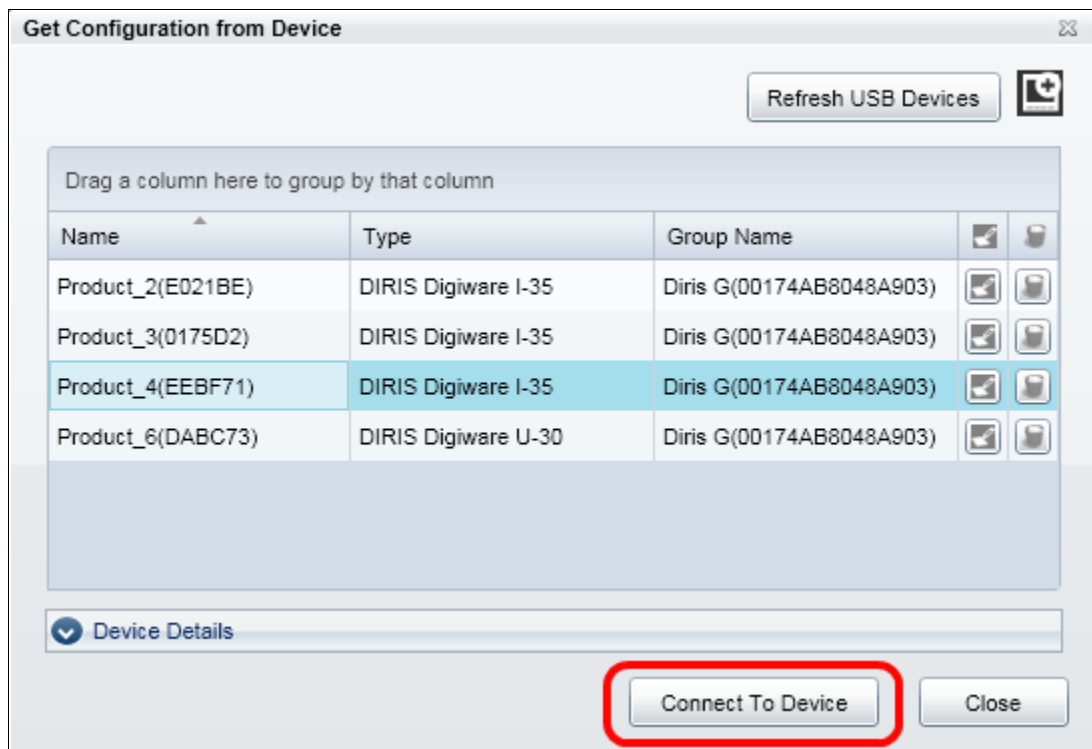 Get Configuration from Device
Refresh USB Devices
Drag a column here to group by that column
Name Type Group Name
Product_2(E021BE) DIRIS Digiware I-35 Diris G(00174AB8048A903)
Product_3(0175D2) DIRIS Digiware I-35 Diris G(00174AB8048A903)
Product_4(EEBF71) DIRIS Digiware I-35 Diris G(00174AB8048A903)
Product_6(DABC73) DIRIS Digiware U-30 Diris G(00174AB8048A903)
Device Details
Connect To Device Close